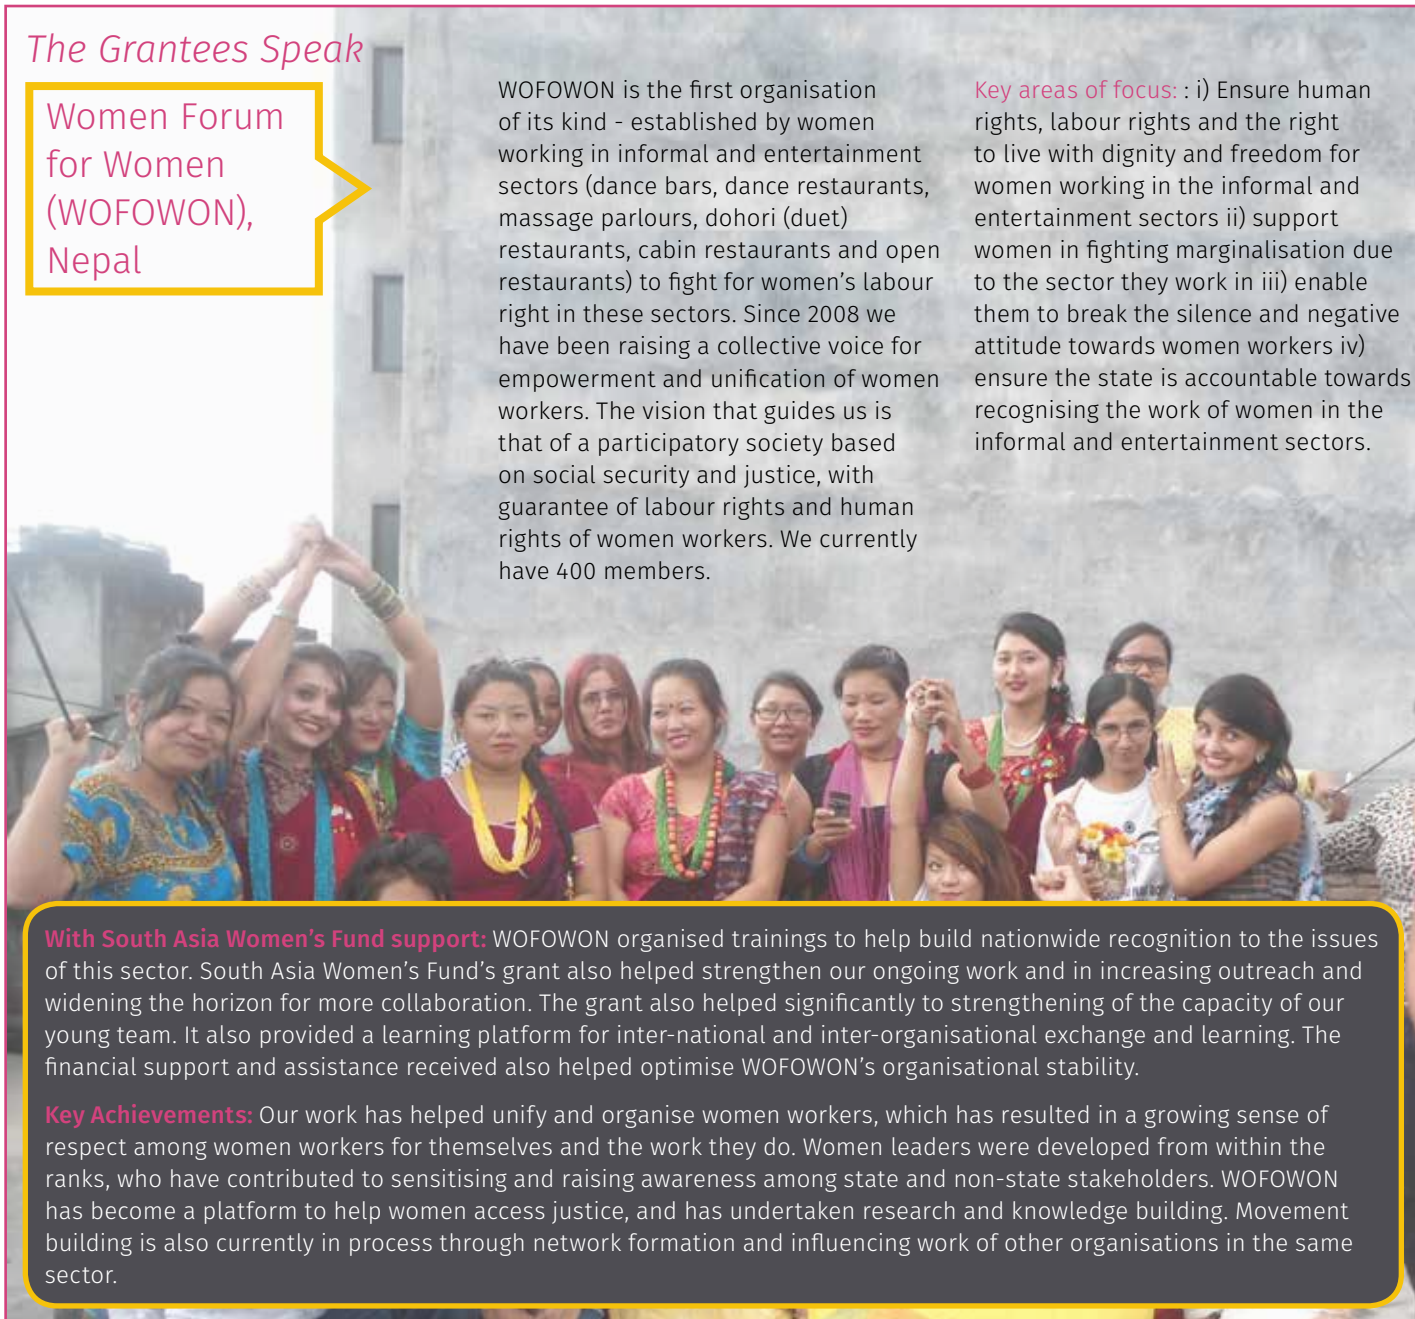 The Grantees Speak
Women Forum
for Women
(WOFOWON),
Nepal
WOFOWON is the first organisation
of its kind - established by women
working in informal and entertainment
sectors (dance bars, dance restaurants,
massage parlours, dohori (duet)
restaurants, cabin restaurants and open
restaurants) to fight for women's labour
right in these sectors. Since 2008 we
have been raising a collective voice for
empowerment and unification of women
workers. The vision that guides us is
that of a participatory society based
on social security and justice, with
guarantee of labour rights and human
rights of women workers. We currently
have 400 members.
Key areas of focus: : i) Ensure human
rights, labour rights and the right
to live with dignity and freedom for
women working in the informal and
entertainment sectors ii) support
women in fighting marginalisation due
to the sector they work in iii) enable
them to break the silence and negative
attitude towards women workers iv)
ensure the state is accountable towards
recognising the work of women in the
informal and entertainment sectors.
With South Asia Women's Fund support: WOFOWON organised trainings to help build nationwide recognition to the issues
of this sector. South Asia Women's Fund's grant also helped strengthen our ongoing work and in increasing outreach and
widening the horizon for more collaboration. The grant also helped significantly to strengthening of the capacity of our
young team. It also provided a learning platform for inter-national and inter-organisational exchange and learning. The
financial support and assistance received also helped optimise WOFOWON's organisational stability.
Key Achievements: Our work has helped unify and organise women workers, which has resulted in a growing sense of
respect among women workers for themselves and the work they do. Women leaders were developed from within the
ranks, who have contributed to sensitising and raising awareness among state and non-state stakeholders. WOFOWON
has become a platform to help women access justice, and has undertaken research and knowledge building. Movement
building is also currently in process through network formation and influencing work of other organisations in the same
sector.